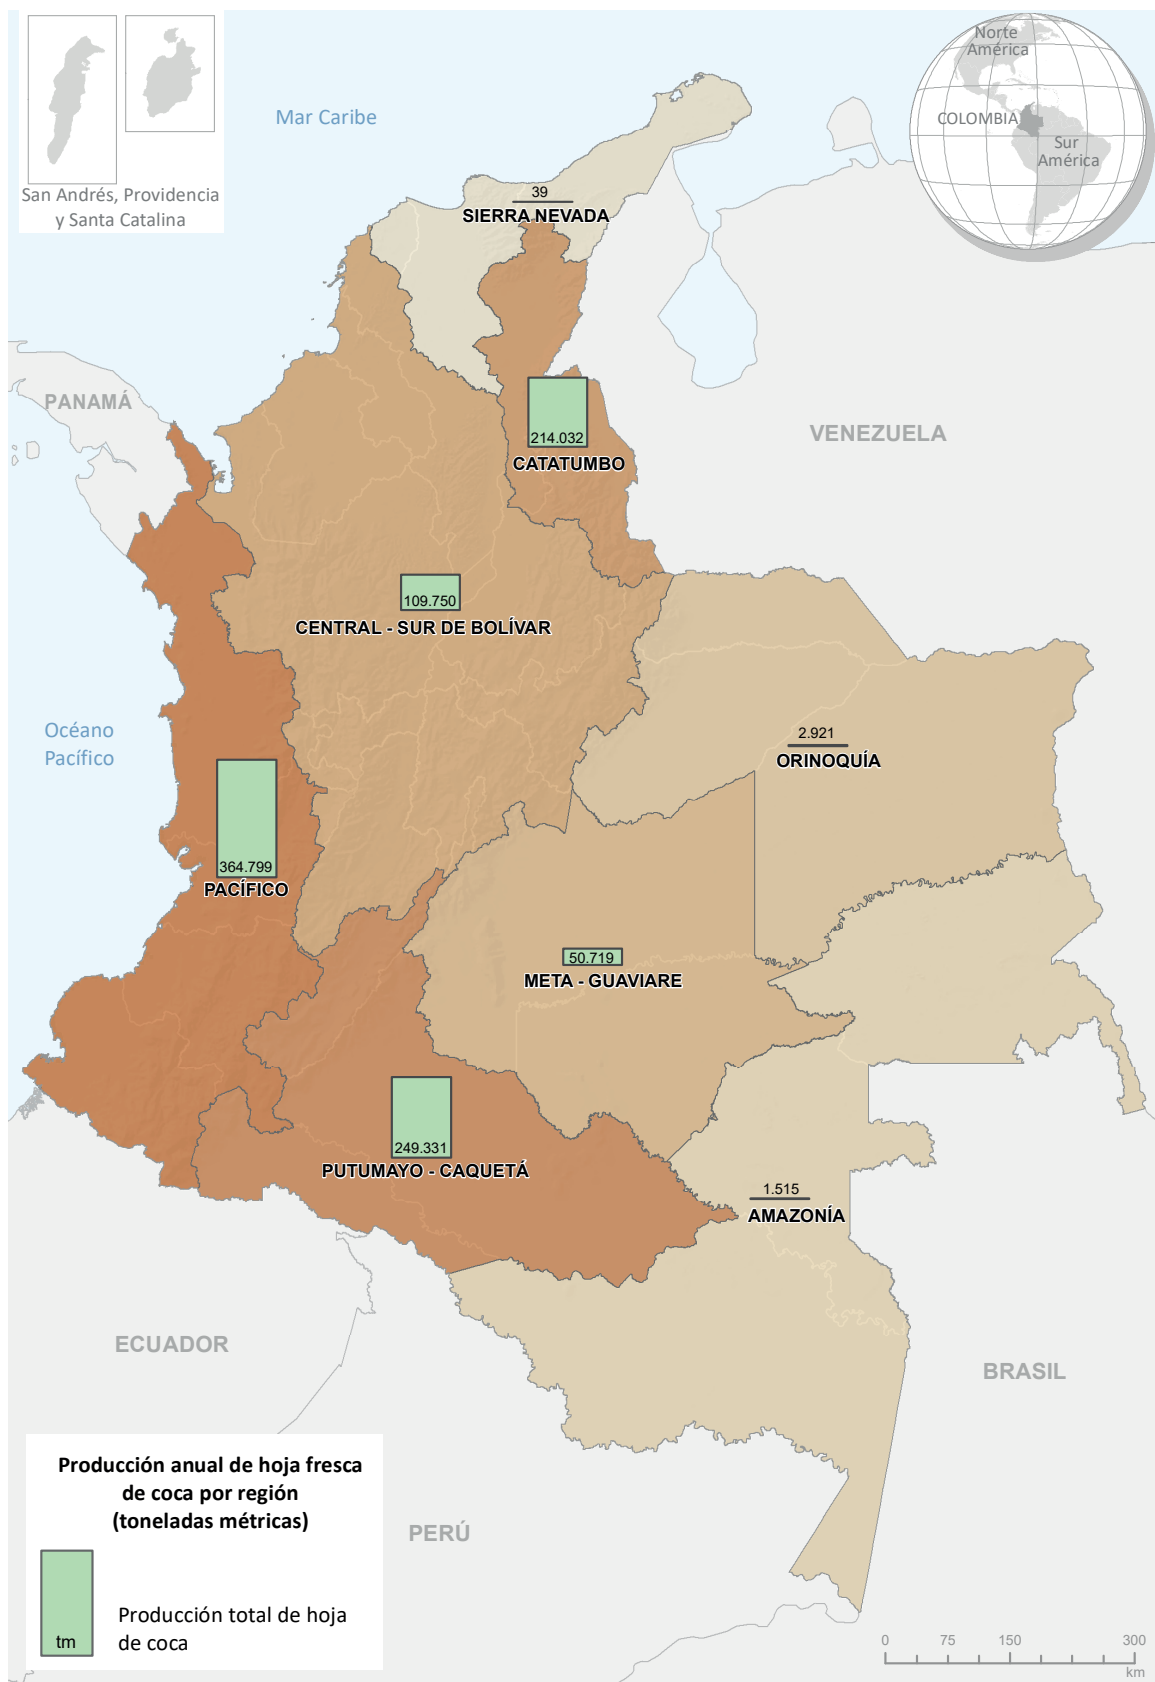 Norte
América
COLOMBIA
Sur
América
Mar Caribe
San Andrés, Providencia
y Santa Catalina
39
SIERRA NEVADA
PANAMÁ
VENEZUELA
214.032
CATATUMBO
109.750
CENTRAL - SUR DE BOLÍVAR
Océano
Pacífico
2.921
ORINOQUÍA
364.799
PACÍFICO
50.719
META - GUAVIARE
249.331
PUTUMAYO - CAQUETÁ
1.515
AMAZONÍA
ECUADOR
BRASIL
PERÚ
Producción anual de hoja fresca
de coca por región
(toneladas métricas)
tm
Producción total de hoja
de coca
0 75 150 300
km